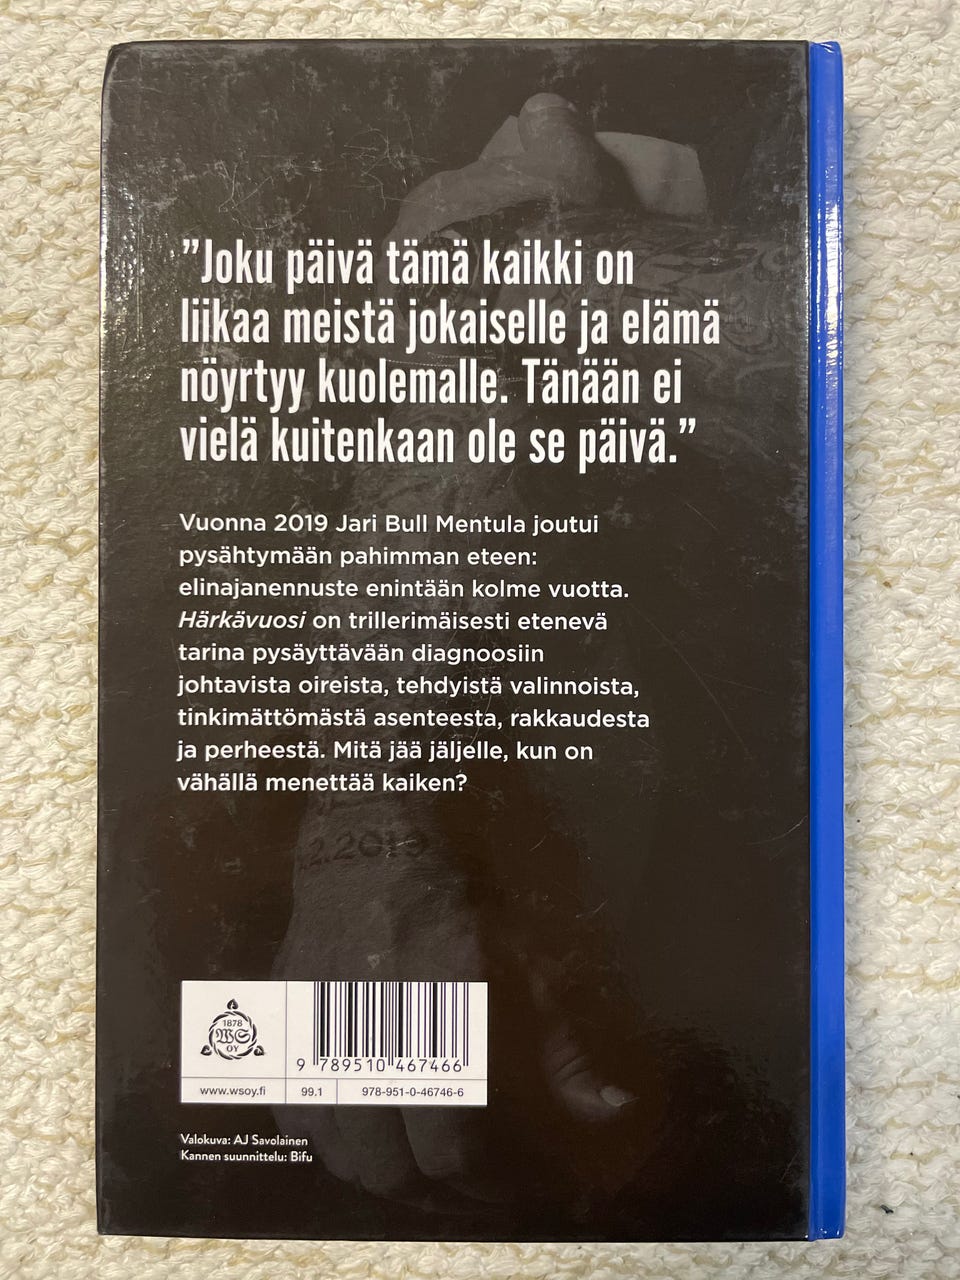 ”Joku päivä tämä kaikki on
liikaa meistä jokaiselle ja elämä
nöyrtyy kuolemalle. Tänään ei
vielä kuitenkaan ole se päivä.”
Vuonna 2019 Jari Bull Mentula joutui
pysähtymään pahimman eteen:
elinajanennuste enintään kolme vuotta.
Härkävuosi on trillerimäisesti etenevä
tarina pysäyttävään diagnoosiin
johtavista oireista, tehdyistä valinnoista,
tinkimättömästä asenteesta, rakkaudesta
ja perheestä. Mitä jää jäljelle, kun on
vähällä menettää kaiken?
.2.2019
1878
WS
OY
9 789510 467466
www.wsoy.fi
99.1
978-951-0-46746-6
Valokuva: AJ Savolainen
Kannen suunnittelu: Bifu